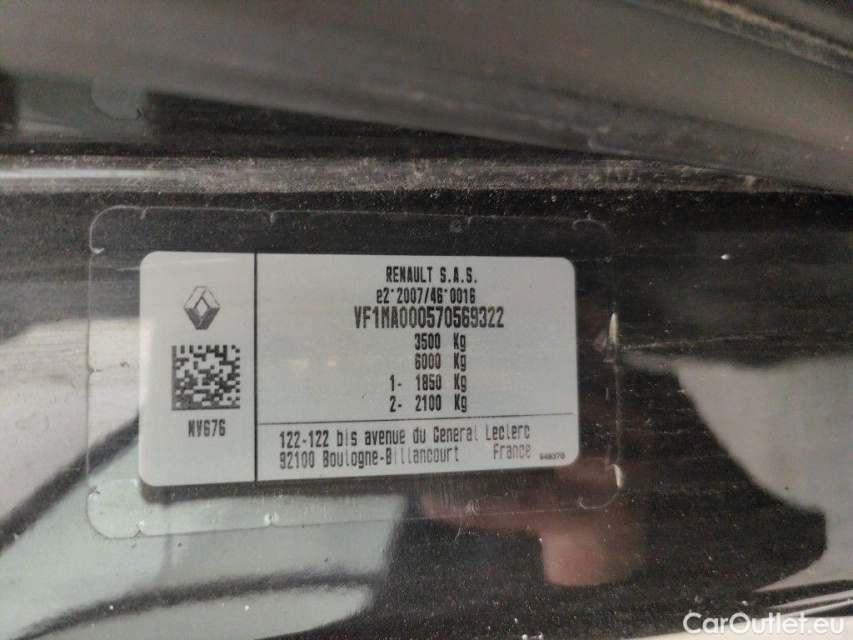 RENAULT S.A.S.
e2*2007/46*0016
VF1MA000570569322
3500 Kg
6000 Kg
1- 1850 Kg
2- 2100 Kg
NV676
122-122 bis avenue du General Leclerc
92100 Boulogne-Billancourt France
CarOutlet.eu